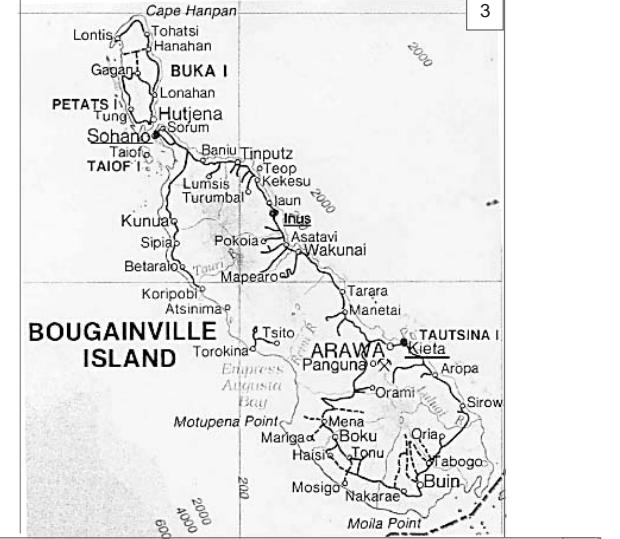 3
Cape Hanpan
Lontis
Tohatsi
Hanahan
Gagan
BUKA I
Lonahan
PETATS I
Tung
Hutjena
Sohano
Sorum
Taiof
TAIOF I
Baniu
Tinputz
Teop
Kekesu
Lumsis
Turumbal
Iaun
Inus
2000
2000
Kunua
Sipia
Pokoia
Asatavi
Wakunai
Betaralo
Mapearo
Koripobi
Atsinima
Tarara
Manetai
BOUGAINVILLE
ISLAND
Tsito
Torokina
ARAWA
Panguna
TAUTSINA I
Kieta
Aropa
Empress
Augusta
Bay
Orami
Sirow
Motupena Point
Mena
Mariga
Boku
Oria
Haisi
Tonu
Tabogo
Mosigo
Nakarae
Buin
Moila Point
200
2000
4000